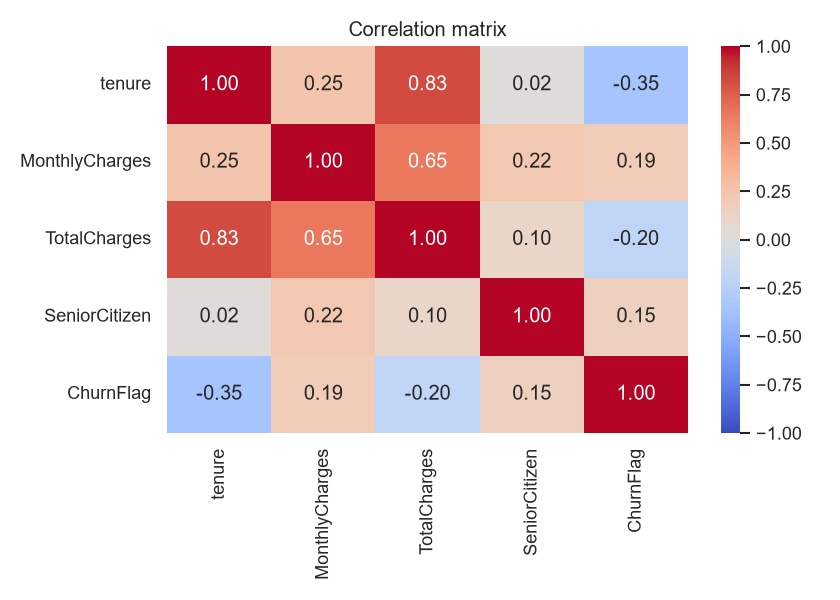 Correlation matrix
tenure 1.00 0.25 0.83 0.02 -0.35
MonthlyCharges 0.25 1.00 0.65 0.22 0.19
TotalCharges 0.83 0.65 1.00 0.10 -0.20
SeniorCitizen 0.02 0.22 0.10 1.00 0.15
ChurnFlag -0.35 0.19 -0.20 0.15 1.00
tenure
MonthlyCharges
TotalCharges
SeniorCitizen
ChurnFlag
1.00
0.75
0.50
0.25
0.00
−0.25
−0.50
−0.75
−1.00